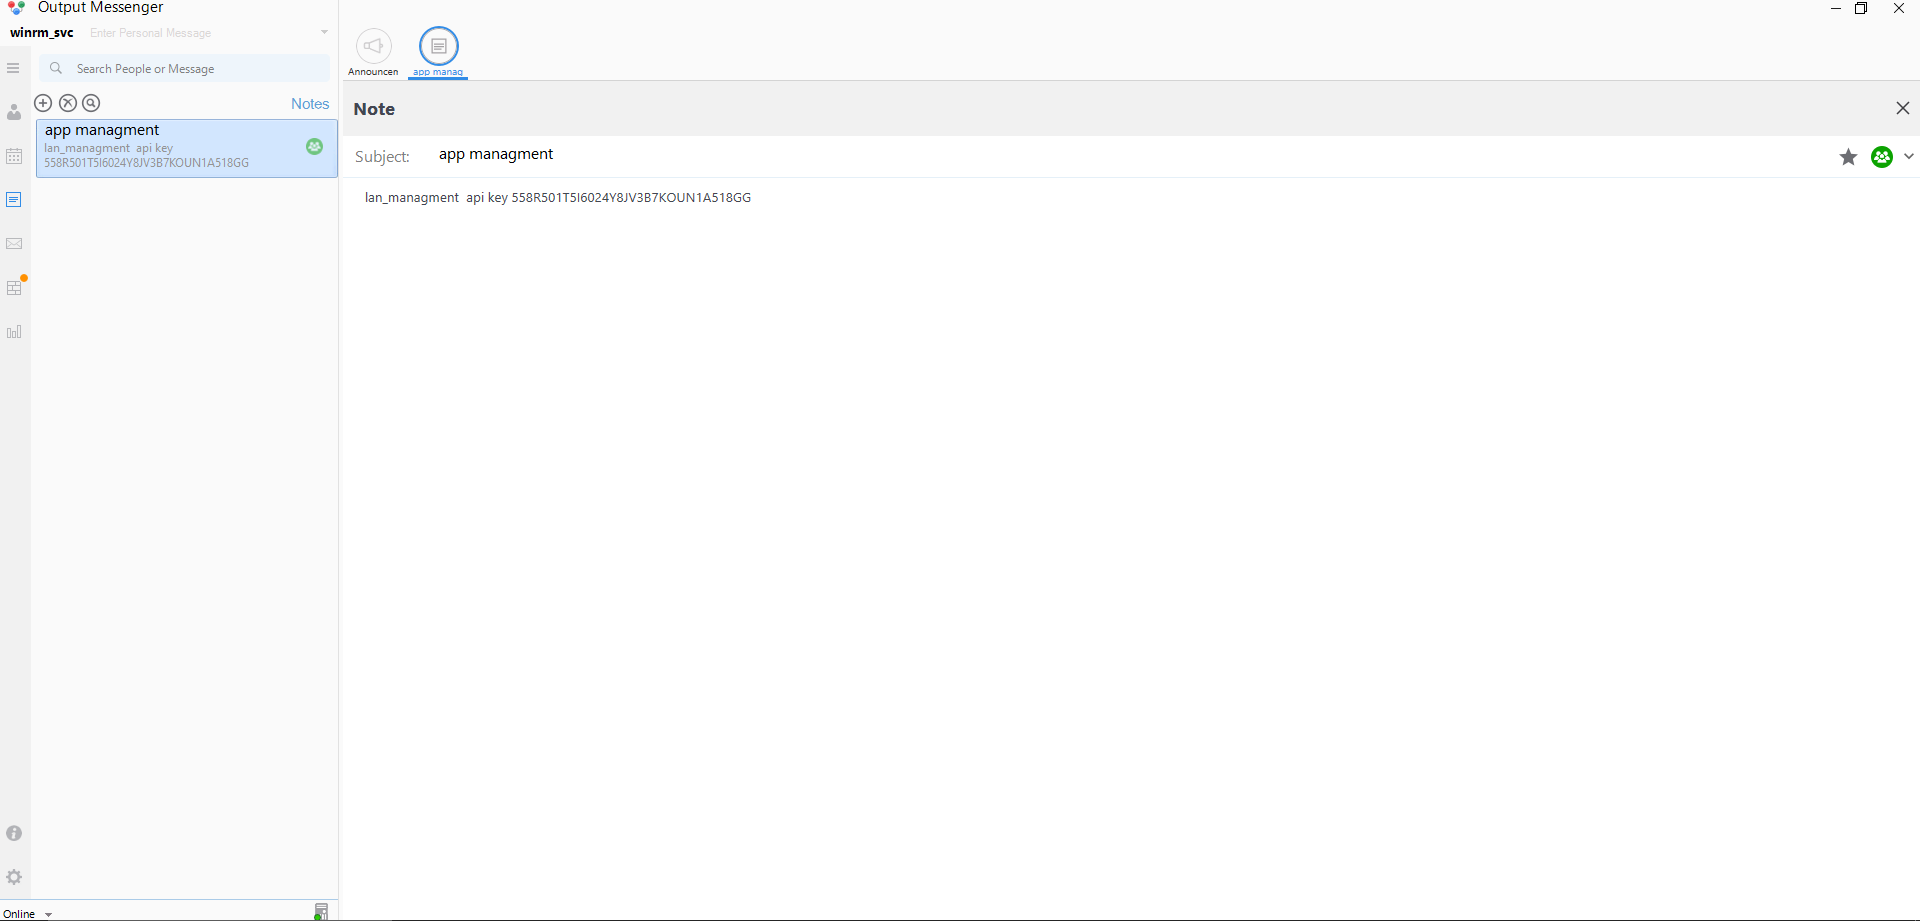 Output Messenger
winrm_svc Enter Personal Message
Search People or Message
Notes
app managment
lan_managment api key
558R501T5I6024Y8JV3B7KOUN1A518GG
Online
Announcen
app manag
Note
Subject: app managment
lan_managment api key 558R501T5I6024Y8JV3B7KOUN1A518GG